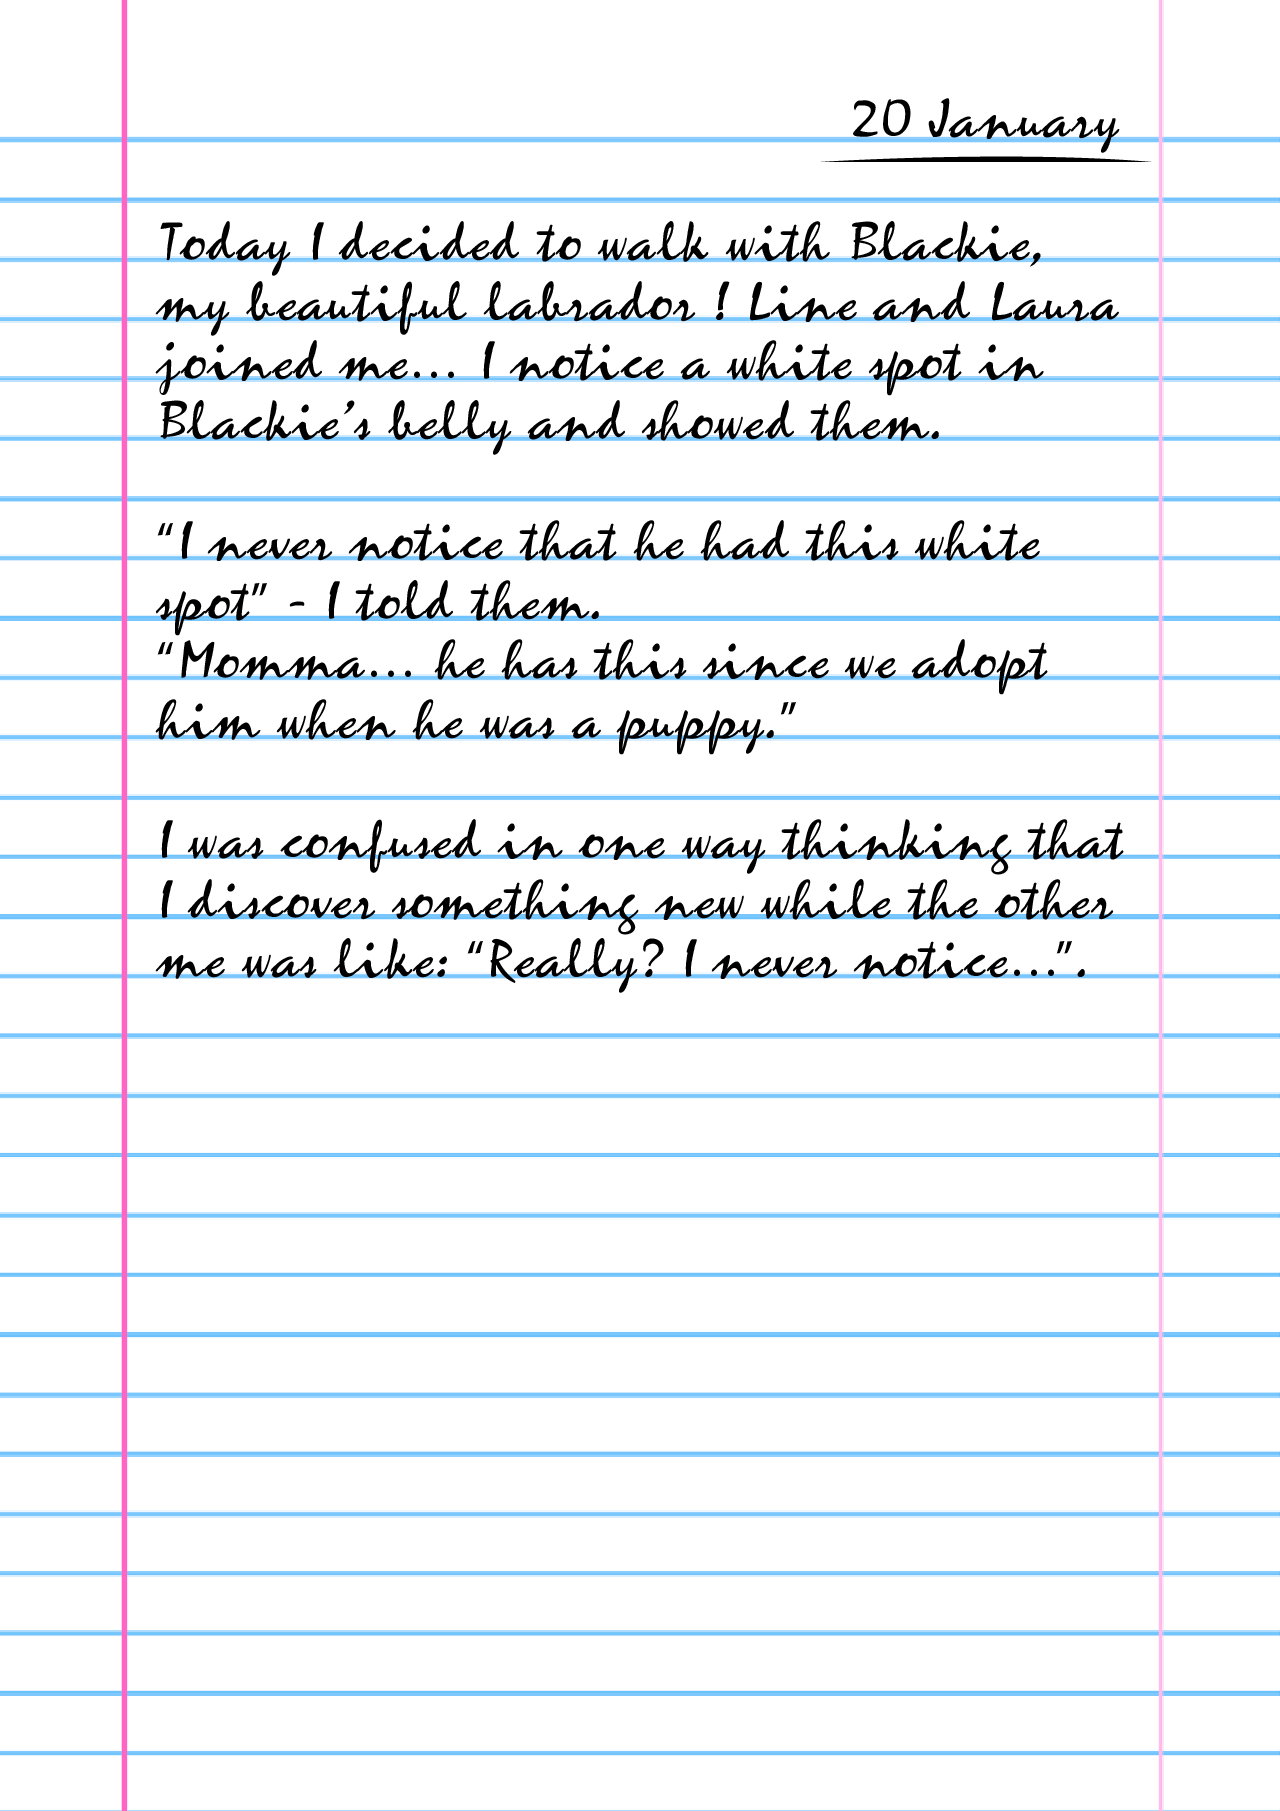 20 January
Today I decided to walk with Blackie,
my beautiful labrador ! Line and Laura
joined me... I notice a white spot in
Blackie’s belly and showed them.
“I never notice that he had this white
spot” - I told them.
“Momma... he has this since we adopt
him when he was a puppy.”
I was confused in one way thinking that
I discover something new while the other
me was like: “Really? I never notice...”.